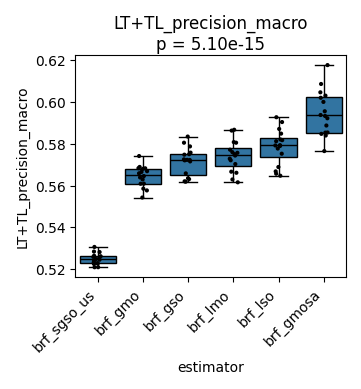 LT+TL_precision_macro
p = 5.10e-15
LT+TL_precision_macro
0.62
0.60
0.58
0.56
0.54
0.52
brf_sgso_us
brf_gmo
brf_gso
brf_lmo
brf_lso
brf_gmosa
estimator